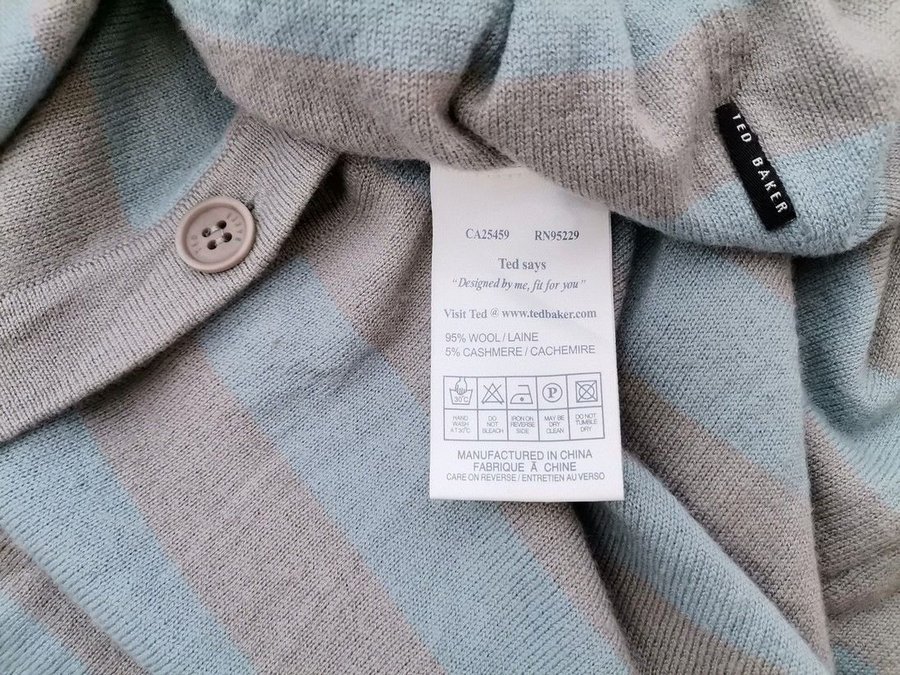 TED BAKER
CA25459 RN95229
Ted says
"Designed by me, fit for you"
Visit Ted @ www.tedbaker.com
95% WOOL / LAINE
5% CASHMERE / CACHEMIRE
30°C
P
HAND WASH AT 30°C
DO NOT BLEACH
IRON ON REVERSE SIDE
MAY BE DRY CLEAN
DO NOT TUMBLE DRY
MANUFACTURED IN CHINA
FABRIQUE À CHINE
CARE ON REVERSE / ENTRETIEN AU VERSO